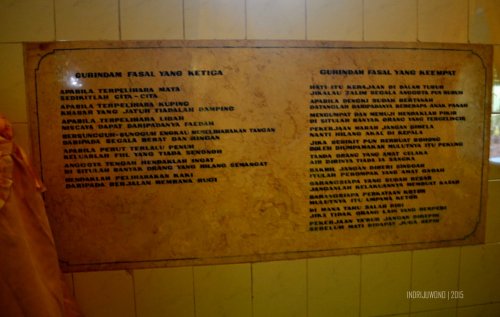 GURINDAM FASAL YANG KETIGA
APABILA TERPELIHARA MATA
SEDIKITLAH CITA-CITA
APABILA TERPELIHARA KUPING
KHABAR YANG JAHAT TIADALAH DAMPING
APABILA TERPELIHARA LIDAH
NISCAYA DAPAT DARIPADANYA FAEDAH
BERSUNGGUH-SUNGGUH ENGKAU MEMELIHARAKAN TANGAN
DARIPADA SEGALA BERAT DAN RINGAN
APABILA PERUT TERLALU PENUH
KELUARLAH FIIL YANG TIADA SENONOH
ANGGOTA TENGAH HENDAKLAH INGAT
DI SITULAH BANYAK ORANG YANG HILANG SEMANGAT
HENDAKLAH PELIHARAKAN KAKI
DARIPADA BERJALAN MEMBAWA RUGI
GURINDAM FASAL YANG KEEMPAT
HATI ITU KERAJAAN DI DALAM TUBUH
JIKALAU ZALIM SEGALA ANGGOTA PUN RUBUH
APABILA DENGKI SUDAH BERTANAH
DATANGLAH DARIPADANYA BEBERAPA ANAK PANAH
MENGUMPAT DAN MEMUJI HENDAKLAH PIKIR
DI SITULAH BANYAK ORANG YANG TERGELINCIR
PEKERJAAN MARAH JANGAN DIBELA
NANTI HILANG AKAL DI KEPALA
JIKA SEDIKIT PUN BERBUAT BOHONG
BOLEH DIUMPAMAKAN MULUTNYA ITU PEKUNG
TANDA ORANG YANG AMAT CELAKA
AIB DIRINYA TIADA IA SANGKA
BAKHIL JANGAN DIBERI SINGGAH
ITULAH PEROMPAK YANG AMAT GAGAH
BARANGSIAPA YANG SUDAH BESAR
JANGANLAH KELAKUANNYA MEMBUAT KASAR
BARANGSIAPA PERKATAAN KOTOR
MULUTNYA ITU UMPAMA KETOR
DI MANA TAHU SALAH DIRI
JIKA TIDAK ORANG LAIN YANG BERPERI
PEKERJAAN TA'BUR JANGAN DIREPIH
SEBELUM MATI DIDAPAT JUGA SEPIH
INDRIJUWONO | 2015